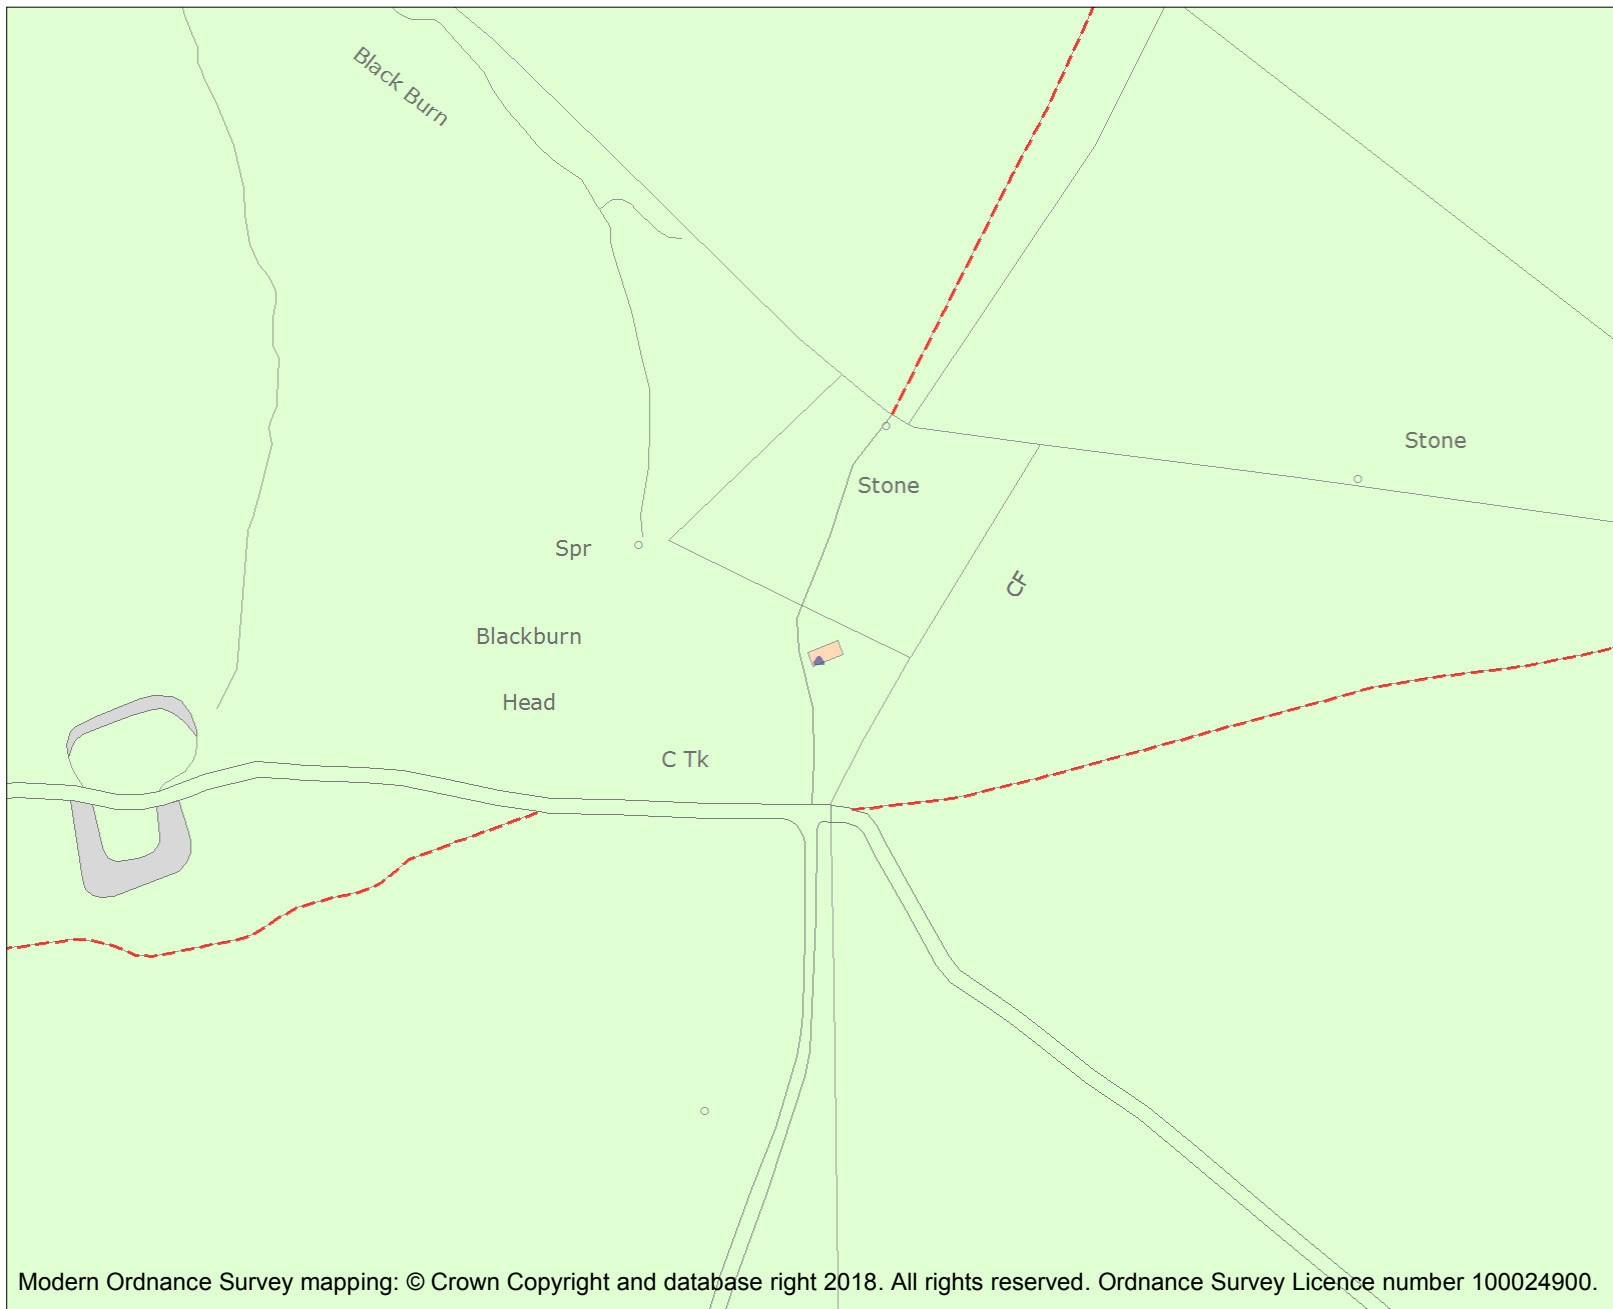 Black Burn
Stone
Stone
Spr
CF
Blackburn
Head
C Tk
Modern Ordnance Survey mapping: © Crown Copyright and database right 2018. All rights reserved. Ordnance Survey Licence number 100024900.